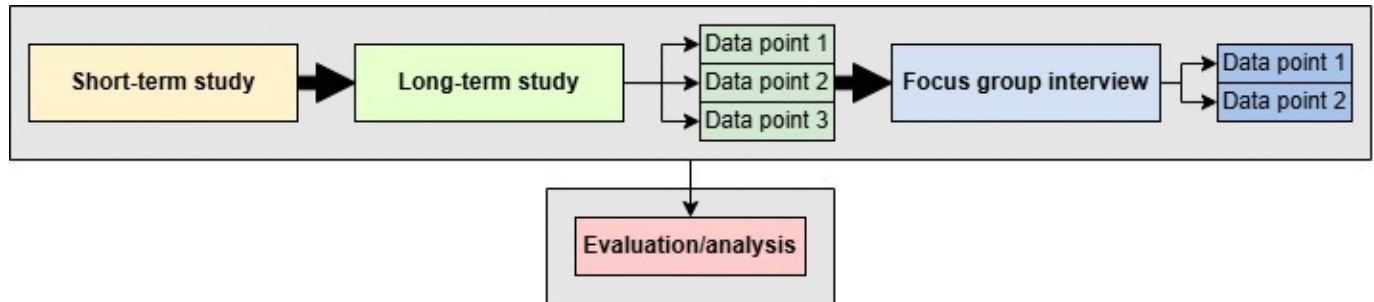 Short-term study
Long-term study
Data point 1
Data point 2
Data point 3
Focus group interview
Data point 1
Data point 2
Evaluation/analysis